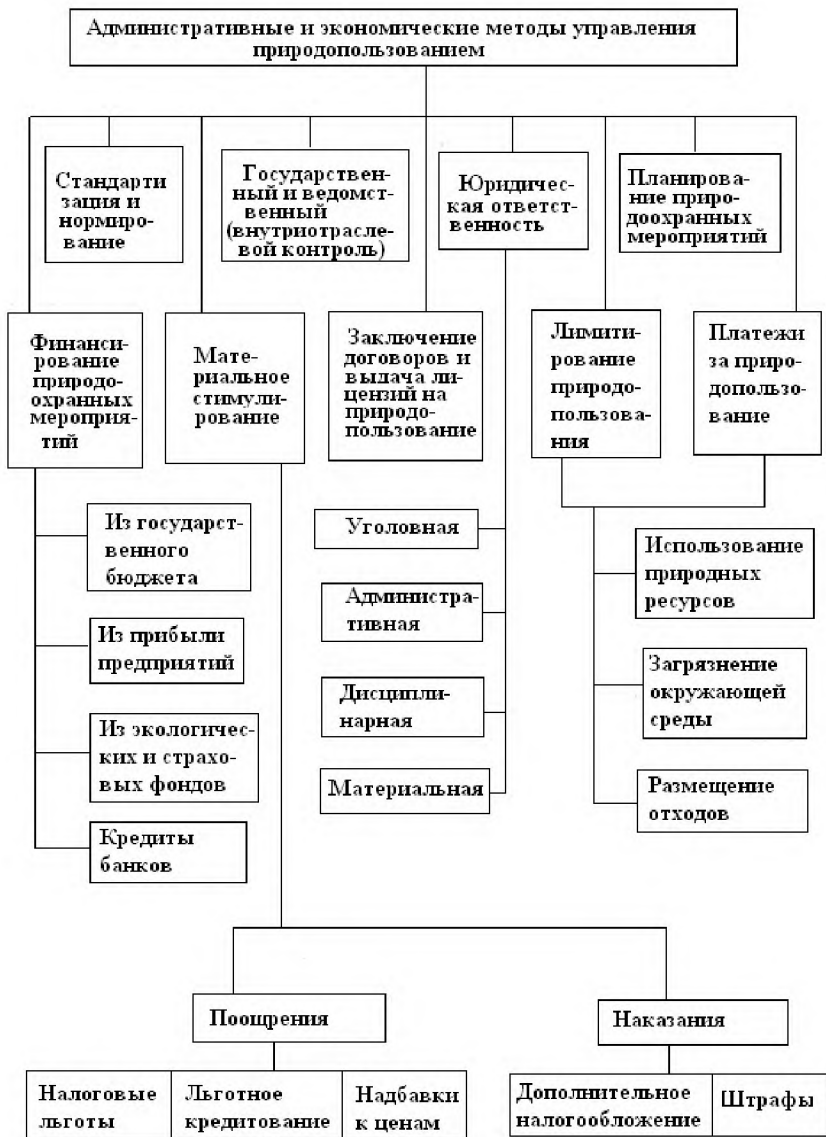 Административные и экономические методы управления
природопользованием
Стандарти
зация и
нормиро-
вание
Государствен-
ный и ведомст-
венный
(внутриотрасле-
вой контроль)
Юридичес-
кая ответст-
венность
Планирова-
ние природ-
доохранных
мероприятий
Финанси-
рование
природо-
охранных
мероприя-
тий
Мате-
риальное
стимули-
рование
Заключение
договоров и
выдача ли-
цензий на
природо-
пользование
Лимити-
рование
природо-
пользова-
ния
Платежи
за приро-
допользо-
вание
Из государст-
венного
бюджета
Из прибыли
предприятий
Из экологичес-
ких и страхо-
вых фондов
Кредиты
банков
Уголовная
Администра-
тивная
Дисципли-
нарная
Материальная
Использование
природных
ресурсов
Загрязнение
окружающей
среды
Размещение
отходов
Поощрения
Наказания
Налоговые
льготы
Льготное
кредитование
Надбавки
к ценам
Дополнительное
налогообложение
Штрафы